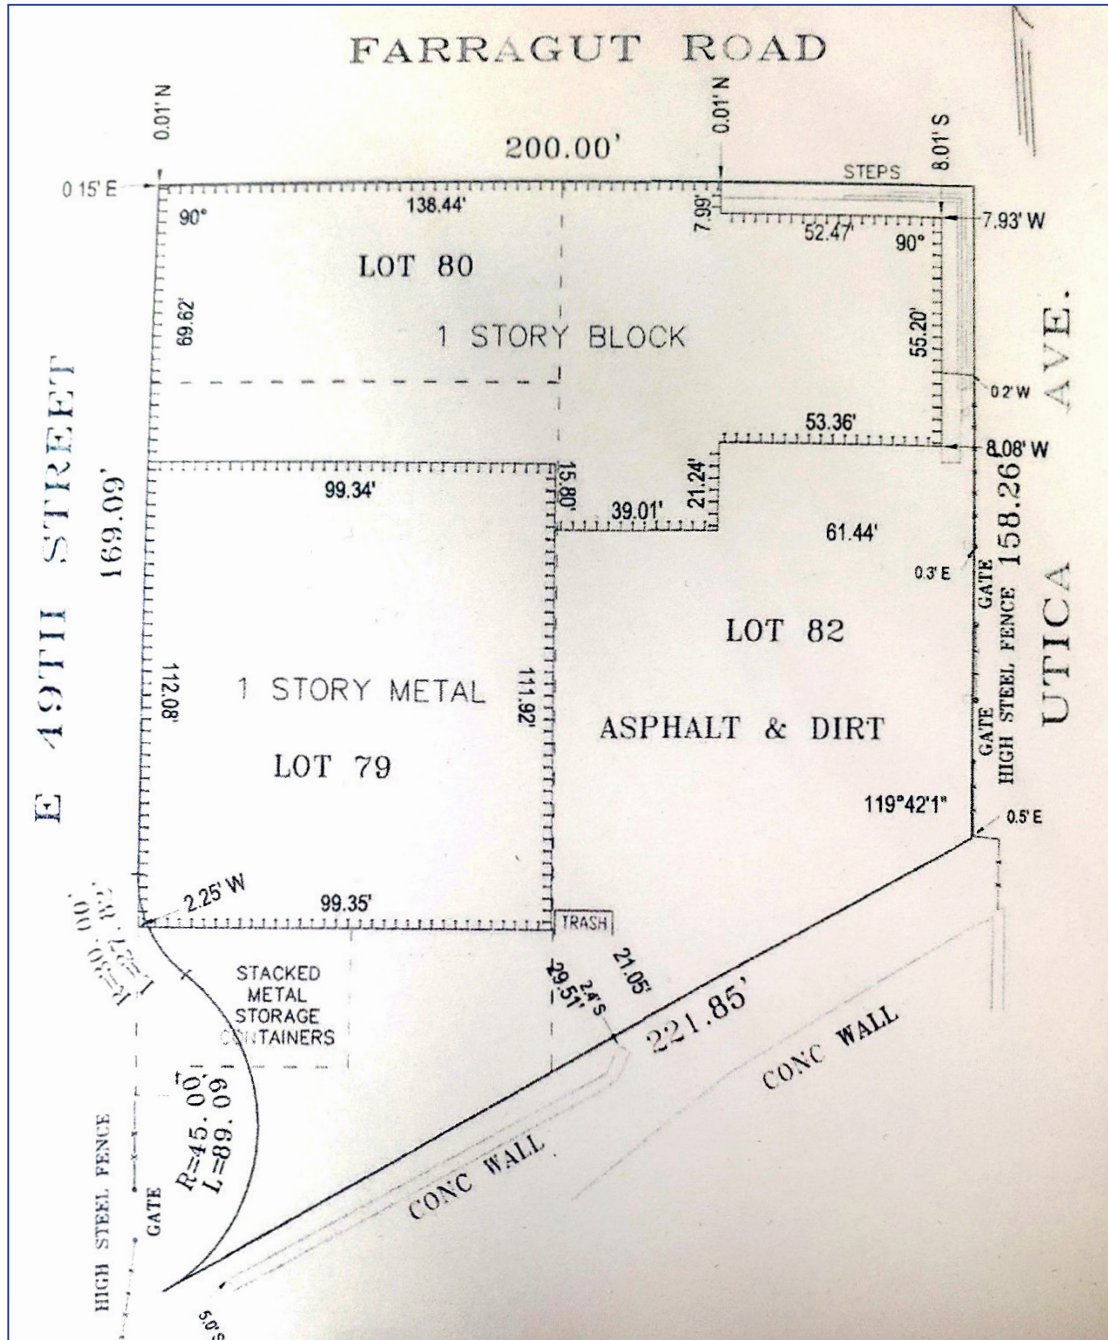 FARRAGUT ROAD
0.01' N
200.00'
0.01' N
8.01' S
STEPS
0.15' E
90°
138.44'
7.99'
52.47'
90°
7.93' W
LOT 80
69.62'
1 STORY BLOCK
55.20'
0.2' W
53.36'
8.08' W
E 49TH STREET
169.09'
99.34'
15.80'
39.01'
21.24'
61.44'
158.26'
UTICA AVE.
0.3' E
GATE
HIGH STEEL FENCE
LOT 82
112.08'
1 STORY METAL
111.92'
ASPHALT & DIRT
GATE
LOT 79
119°42'1"
0.5' E
2.25' W
99.35'
TRASH
R=30.00'
STACKED
METAL
STORAGE
CONTAINERS
29.51'
2.4' S
21.05'
221.85'
CONC WALL
R=45.00'
L=89.09
CONC WALL
HIGH STEEL FENCE
GATE
5.0' S